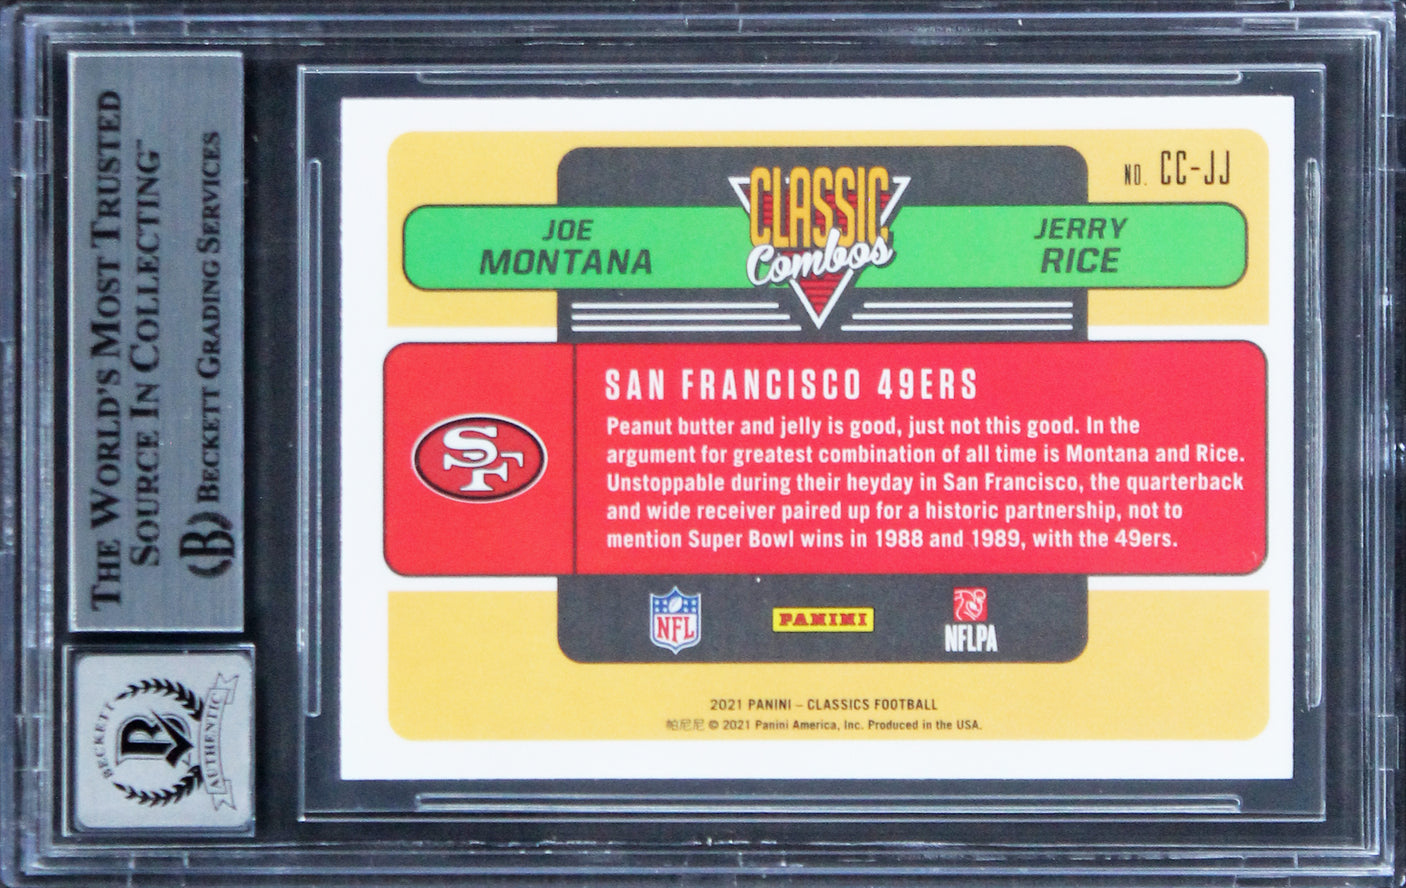 THE WORLD'S MOST TRUSTED
SOURCE IN COLLECTING™
B BECKETT GRADING SERVICES
BECKETT
B
AUTHENTIC
NO. CC-JJ
JOE
MONTANA
CLASSIC
Combos
JERRY
RICE
SAN FRANCISCO 49ERS
SF
Peanut butter and jelly is good, just not this good. In the
argument for greatest combination of all time is Montana and Rice.
Unstoppable during their heyday in San Francisco, the quarterback
and wide receiver paired up for a historic partnership, not to
mention Super Bowl wins in 1988 and 1989, with the 49ers.
NFL
PANINI
NFLPA
2021 PANINI – CLASSICS FOOTBALL
帕尼尼 © 2021 Panini America, Inc. Produced in the USA.